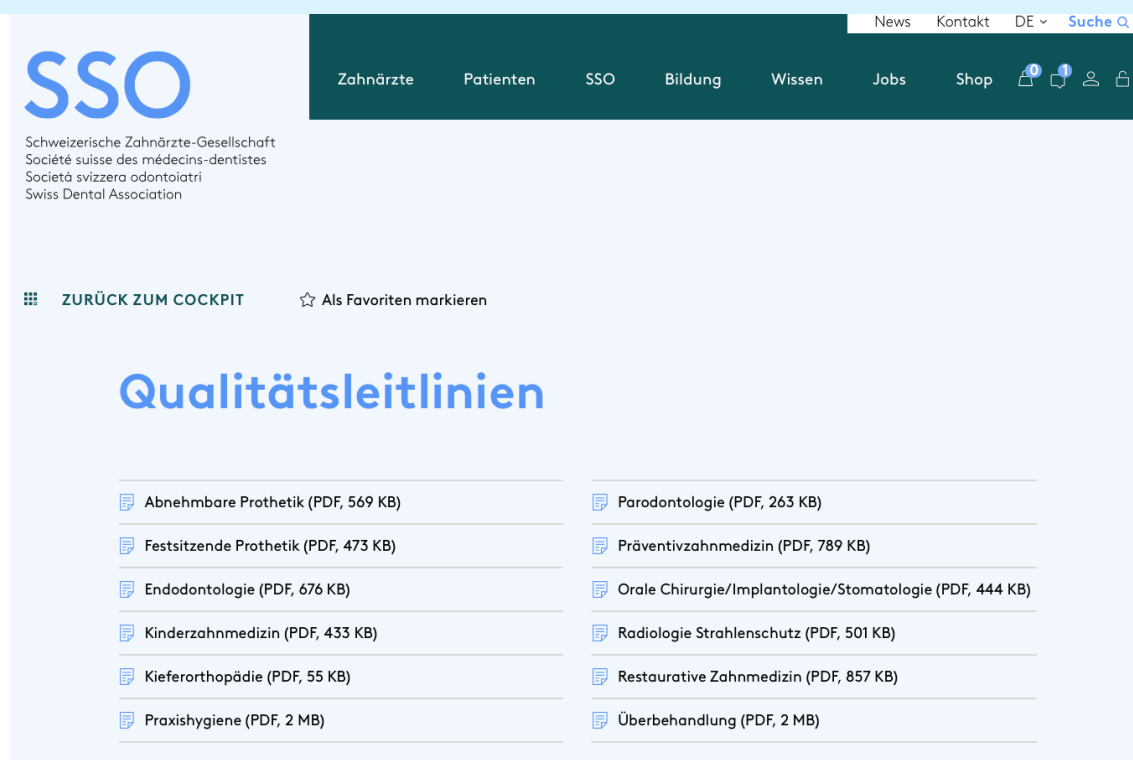 News Kontakt DE Suche
SSO
Zahnärzte Patienten SSO Bildung Wissen Jobs Shop 0 1
Schweizerische Zahnärzte-Gesellschaft
Société suisse des médecins-dentistes
Società svizzera odontoiatri
Swiss Dental Association
ZURÜCK ZUM COCKPIT Als Favoriten markieren
Qualitätsleitlinien
Abnehmbare Prothetik (PDF, 569 KB)
Festsitzende Prothetik (PDF, 473 KB)
Endodontologie (PDF, 676 KB)
Kinderzahnmedizin (PDF, 433 KB)
Kieferorthopädie (PDF, 55 KB)
Praxishygiene (PDF, 2 MB)
Parodontologie (PDF, 263 KB)
Präventivzahnmedizin (PDF, 789 KB)
Orale Chirurgie/Implantologie/Stomatologie (PDF, 444 KB)
Radiologie Strahlenschutz (PDF, 501 KB)
Restaurative Zahnmedizin (PDF, 857 KB)
Überbehandlung (PDF, 2 MB)